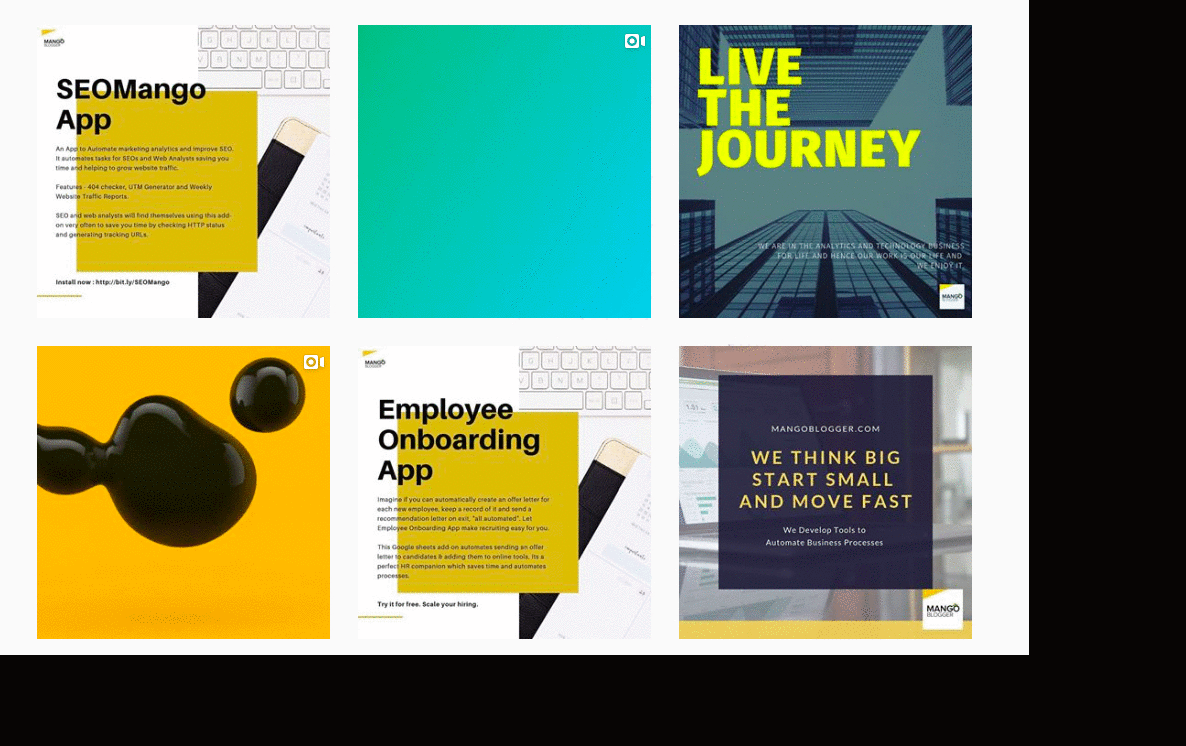 MANGO
BLOGGER
SEOMango
App
An App to Automate marketing analytics and improve SEO.
It automates tasks for SEOs and Web Analysts saving you
time and helping to grow website traffic.
Features - 404 checker, UTM Generator and Weekly
Website Traffic Reports.
SEO and web analysts will find themselves using this add-
on very often to save you time by checking HTTP status
and generating tracking URLs.
Install now : http://bit.ly/SEOMango
LIVE
THE
JOURNEY
WE ARE IN THE ANALYTICS AND TECHNOLOGY BUSINESS
FOR LIFE AND HENCE OUR WORK IS OUR LIFE AND
WE ENJOY IT.
MANGO
BLOGGER
MANGO
BLOGGER
Employee
Onboarding
App
Imagine if you can automatically create an offer letter for
each new employee, keep a record of it and send a
recommendation letter on exit, "all automated". Let
Employee Onboarding App make recruiting easy for you.
This Google sheets add-on automates sending an offer
letter to candidates & adding them to online tools. Its a
perfect HR companion which saves time and automates
processes.
Try it for free. Scale your hiring.
MANGOBLOGGER.COM
WE THINK BIG
START SMALL
AND MOVE FAST
We Develop Tools to
Automate Business Processes
MANGO
BLOGGER